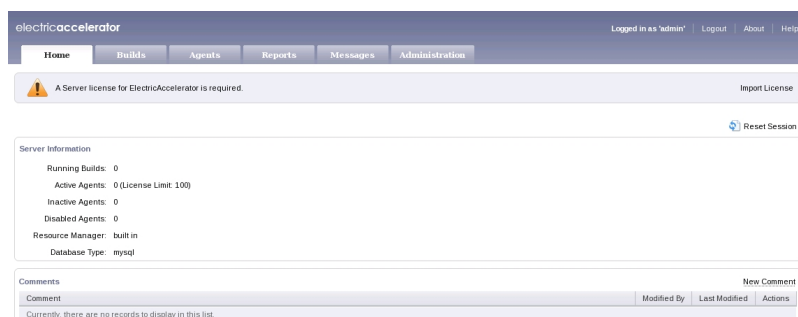 electricaccelerator
Logged in as 'admin' Logout About Help
Home Builds Agents Reports Messages Administration
A Server license for ElectricAccelerator is required. Import License
Reset Session
Server Information
Running Builds: 0
Active Agents: 0 (License Limit: 100)
Inactive Agents: 0
Disabled Agents: 0
Resource Manager: built in
Database Type: mysql
Comments New Comment
Comment Modified By Last Modified Actions
Currently, there are no records to display in this list.